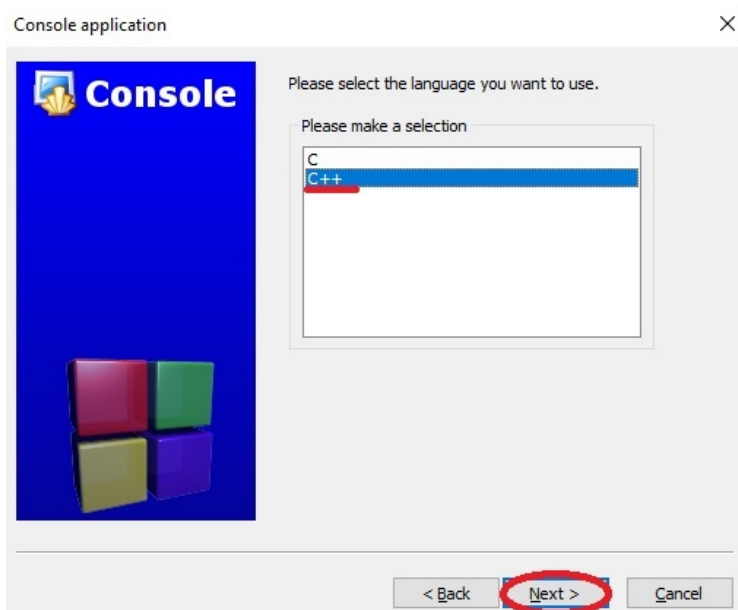 Console application
Console
Please select the language you want to use.
Please make a selection
C
C++
< Back
Next >
Cancel